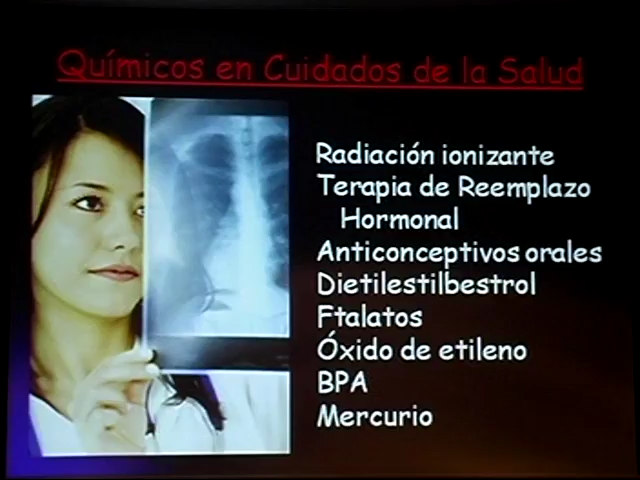 Químicos en Cuidados de la Salud
Radiación ionizante
Terapia de Reemplazo
Hormonal
Anticonceptivos orales
Dietilestilbestrol
Ftalatos
Óxido de etileno
BPA
Mercurio